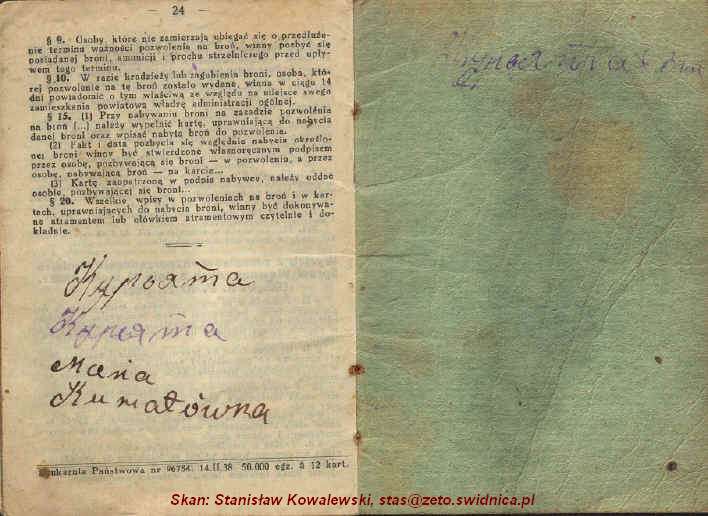 — 24 —
§ 9. Osoby, które nie zamierzają ubiegać się o przedłuże-
nie terminu ważności pozwolenia na broń, winny pozbyć się
posiadanej broni, amunicji i prochu strzelniczego przed upły-
wem tego terminu.
§ 10. W razie kradzieży lub zagubienia broni, osoba, któ-
rej pozwolenie na tę broń zostało wydane, winna w ciągu 14
dni powiadomić o tym właściwą ze względu na miejsce swego
zamieszkania powiatową władzę administracji ogólnej.
§ 15. (1) Przy nabywaniu broni na zasadzie pozwolenia
na broń [...] należy wypełnić kartę, uprawniającą do nabycia
danej broni oraz wpisać nabytą broń do pozwolenia.
(2) Fakt i data pozbycia się względnie nabycia określo-
nej broni winny być stwierdzone własnoręcznym podpisem
przez osobę, pozbywającą się broni — w pozwoleniu, a przez
osobę, nabywającą broń — na karcie...
(3) Kartę zaopatrzoną w podpis nabywcy, należy oddać
osobie, pozbywającej się broni...
§ 20. Wszelkie wpisy w pozwoleniach na broń i w kar-
tach, uprawniających do nabycia broni, winny być dokonywa-
ne atramentem lub ołówkiem atramentowym czytelnie i do-
kładnie.
Maria
Kumatówna
Drukarnia Państwowa nr 96754. 14.II.38. 50.000 egz. à 12 kart.
Skan: Stanisław Kowalewski, stas@zeto.swidnica.pl